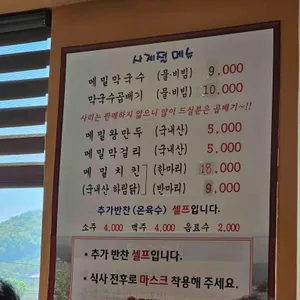 사계절 메뉴
메밀막국수 (물·비빔) 9,000
막국수곱배기 (물·비빔) 10,000
사리는 판매하지 않으니 많이 드실분은 곱배기~!!
메밀왕만두 (국내산) 5,000
메밀막걸리 (국내산) 5,000
메밀치킨 (한마리) 16,000
(국내산 하림닭) (반마리) 9,000
추가반찬 (온육수) 셀프입니다.
소주 4,000 맥주 4,000 음료수 2,000
• 추가 반찬 셀프입니다.
• 식사 전후로 마스크 착용해 주세요.